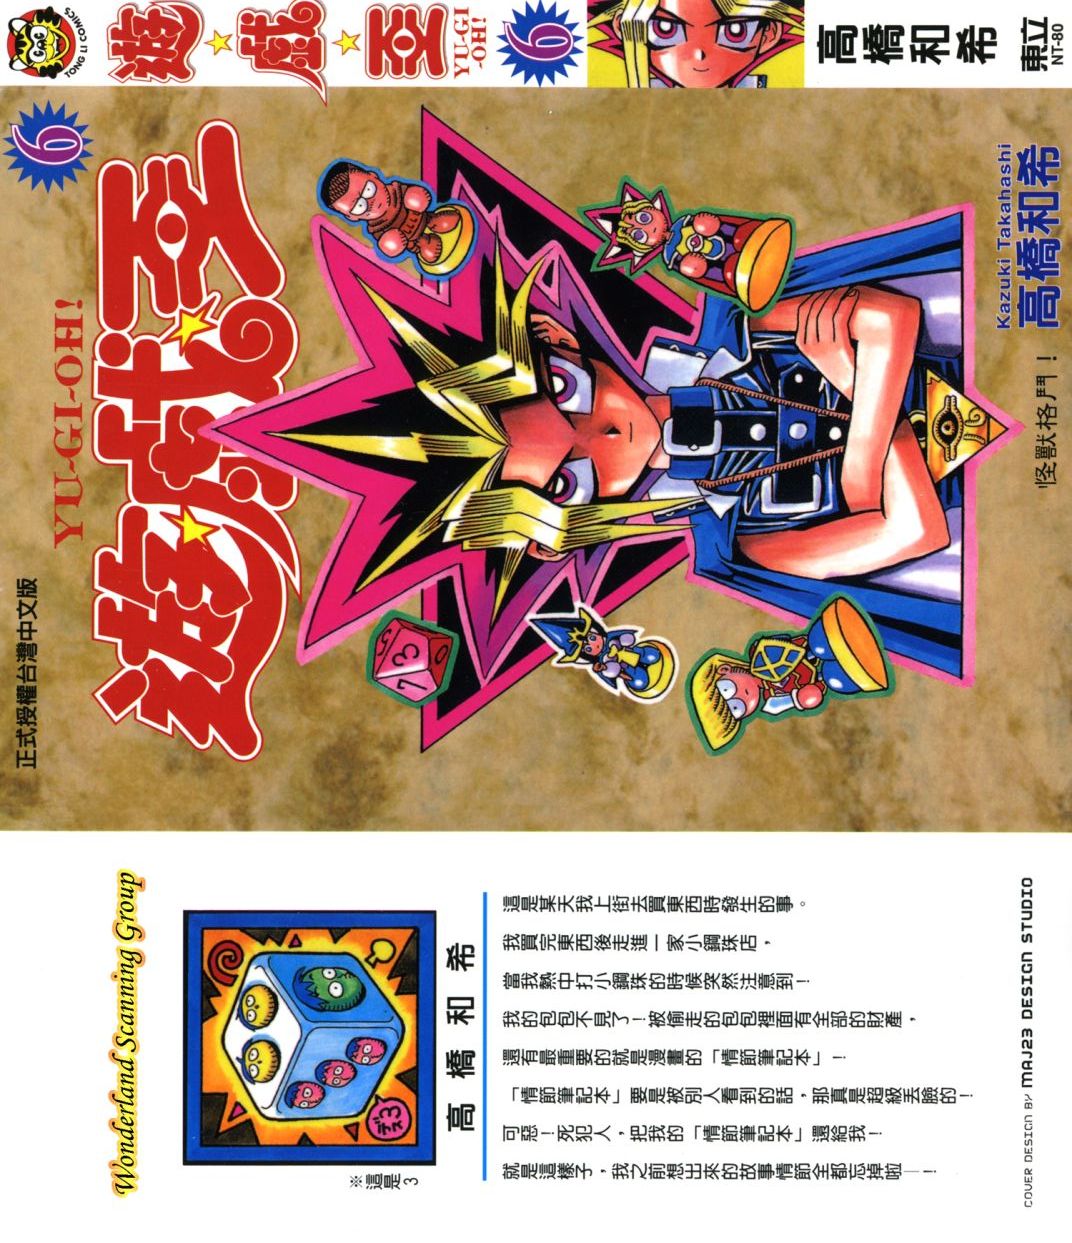 TONG LI COMICS
遊☆戲☆王
YU-GI
-OH!
6
高橋和希
東立
NT-80
6
正式授權台灣中文版
YU-GI-OH!
遊☆戲☆王
Kazuki Takahashi
高橋和希
怪獸格鬥!
Wonderland Scanning Group
※這是
3
高橋和希
這是某天我上街去買東西時發生的事。
我買完東西後走進一家小鋼珠店,
當我熱中打小鋼珠的時候突然注意到!
我的包包不見了!被偷走的包包裡面有全部的財產,
還有最重要的就是漫畫的「情節筆記本」!
「情節筆記本」要是被別人看到的話,那真是超級丟臉的!
可惡!死犯人,把我的「情節筆記本」還給我!
就是這樣子,我之前想出來的故事情節全都忘掉啦─!
COVER DESIGN BY MAJ23 DESIGN STUDIO